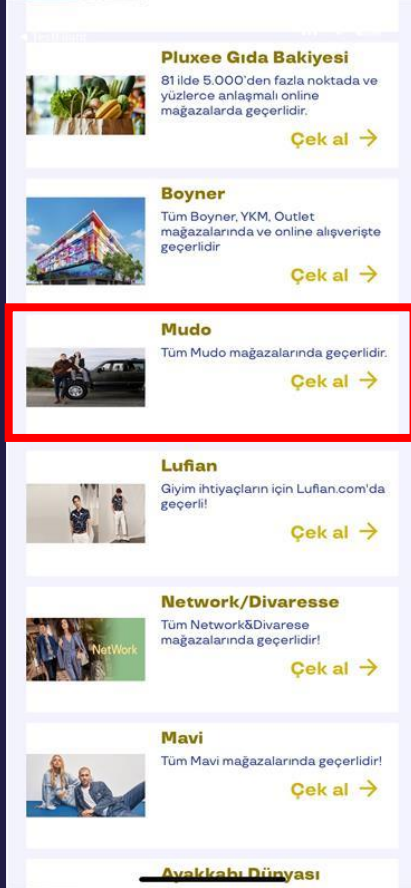 Pluxee Gıda Bakiyesi
81 ilde 5.000'den fazla noktada ve
yüzlerce anlaşmalı online
mağazalarda geçerlidir.
Çek al →
Boyner
Tüm Boyner, YKM, Outlet
mağazalarında ve online alışverişte
geçerlidir
Çek al →
Mudo
Tüm Mudo mağazalarında geçerlidir.
Çek al →
Lufian
Giyim ihtiyaçların için Lufian.com'da
geçerli!
Çek al →
Network/Divaresse
Tüm Network&Divarese
mağazalarında geçerlidir!
NetWork
Çek al →
Mavi
Tüm Mavi mağazalarında geçerlidir!
Çek al →
Ayakkabı Dünyası